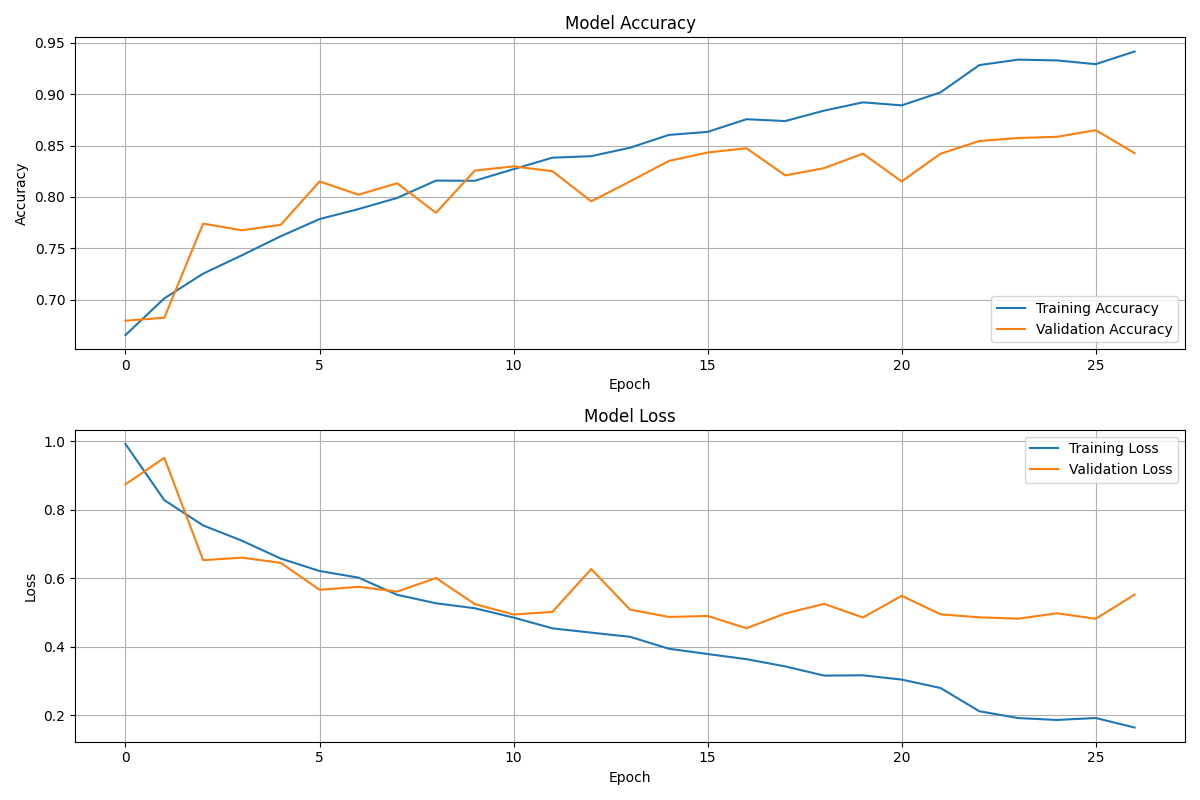 Model Accuracy
0.95
0.90
0.85
0.80
0.75
0.70
Accuracy
Training Accuracy
Validation Accuracy
0 5 10 15 20 25
Epoch
Model Loss
1.0
0.8
0.6
0.4
0.2
Loss
Training Loss
Validation Loss
0 5 10 15 20 25
Epoch